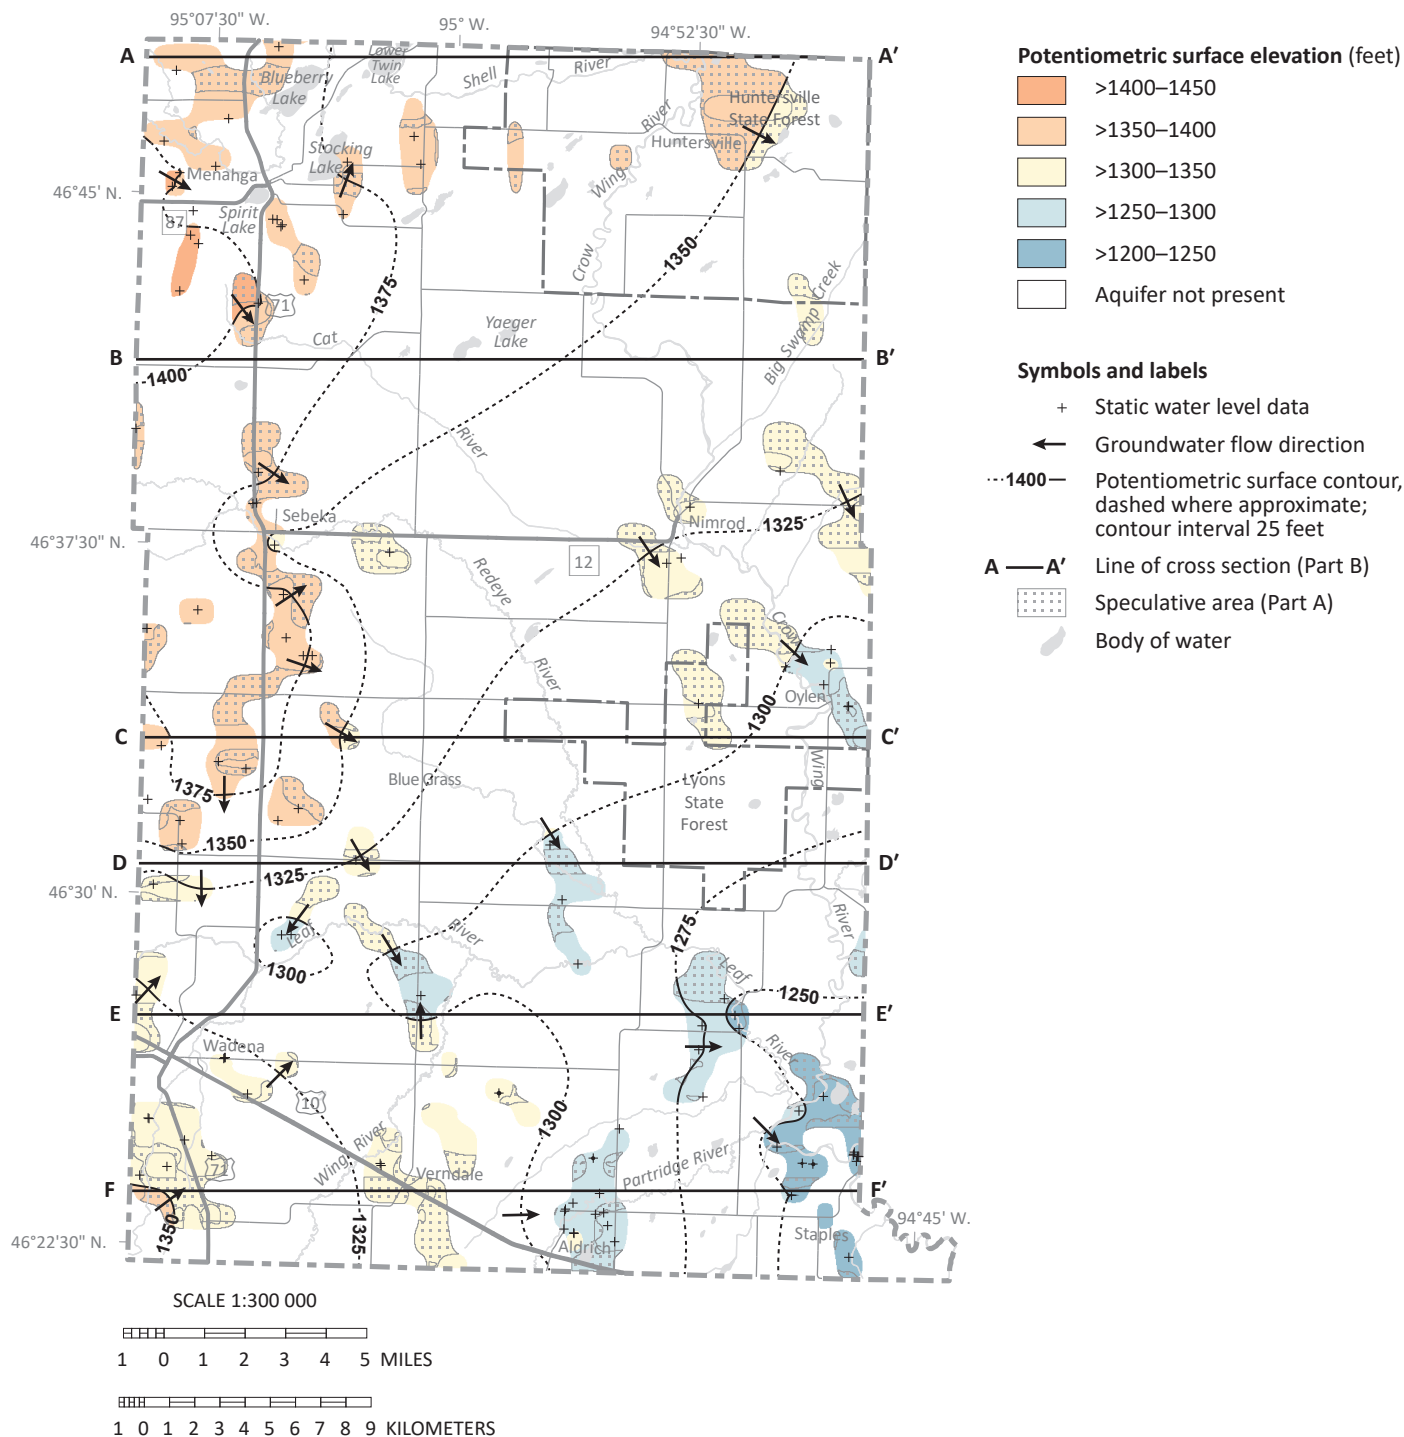 95°07'30" W.
95° W.
94°52'30" W.
A
A'
Lower
Twin
Lake
Blueberry
Lake
Shell
River
Huntersville
State Forest
River
Huntersville
Stocking
Lake
Menahga
Wing
46°45' N.
87
Spirit
Lake
Crow
1350
1375
71
Big Swamp Creek
Cat
Yaeger
Lake
B
B'
1400
River
Sebeka
Nimrod
1325
46°37'30" N.
12
Redeye
Crow
River
Oylen
1300
C
C'
Blue Grass
Lyons
State
Forest
Wing
1375
1350
D
D'
1325
46°30' N.
Leaf
River
1275
River
1300
Leaf
1250
E
E'
Wadena
River
10
1300
Wing River
Partridge River
71
Verndale
F
F'
1350
1325
Aldrich
Staples
94°45' W.
46°22'30" N.
SCALE 1:300 000
1 0 1 2 3 4 5 MILES
1 0 1 2 3 4 5 6 7 8 9 KILOMETERS
Potentiometric surface elevation (feet)
>1400–1450
>1350–1400
>1300–1350
>1250–1300
>1200–1250
Aquifer not present
Symbols and labels
Static water level data
Groundwater flow direction
1400
Potentiometric surface contour,
dashed where approximate;
contour interval 25 feet
A A' Line of cross section (Part B)
Speculative area (Part A)
Body of water